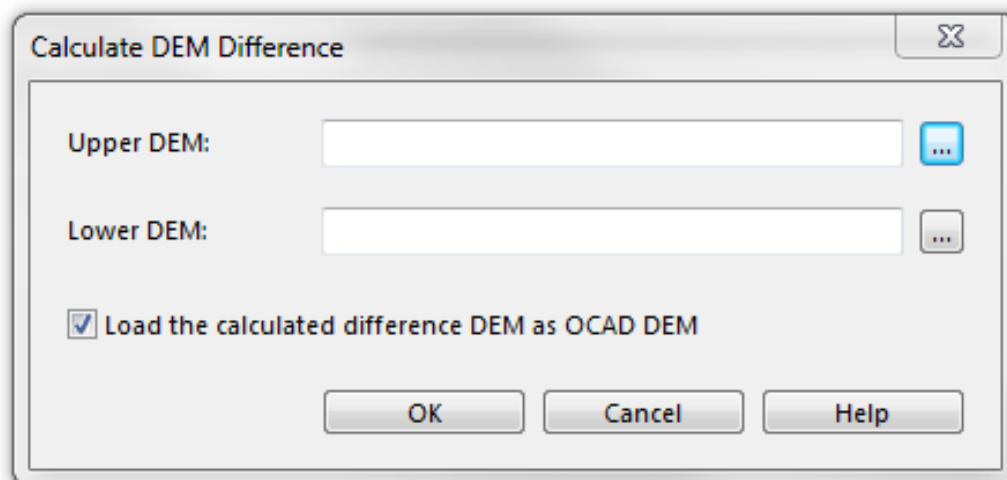 Calculate DEM Difference
Upper DEM:
...
Lower DEM:
...
Load the calculated difference DEM as OCAD DEM
OK Cancel Help